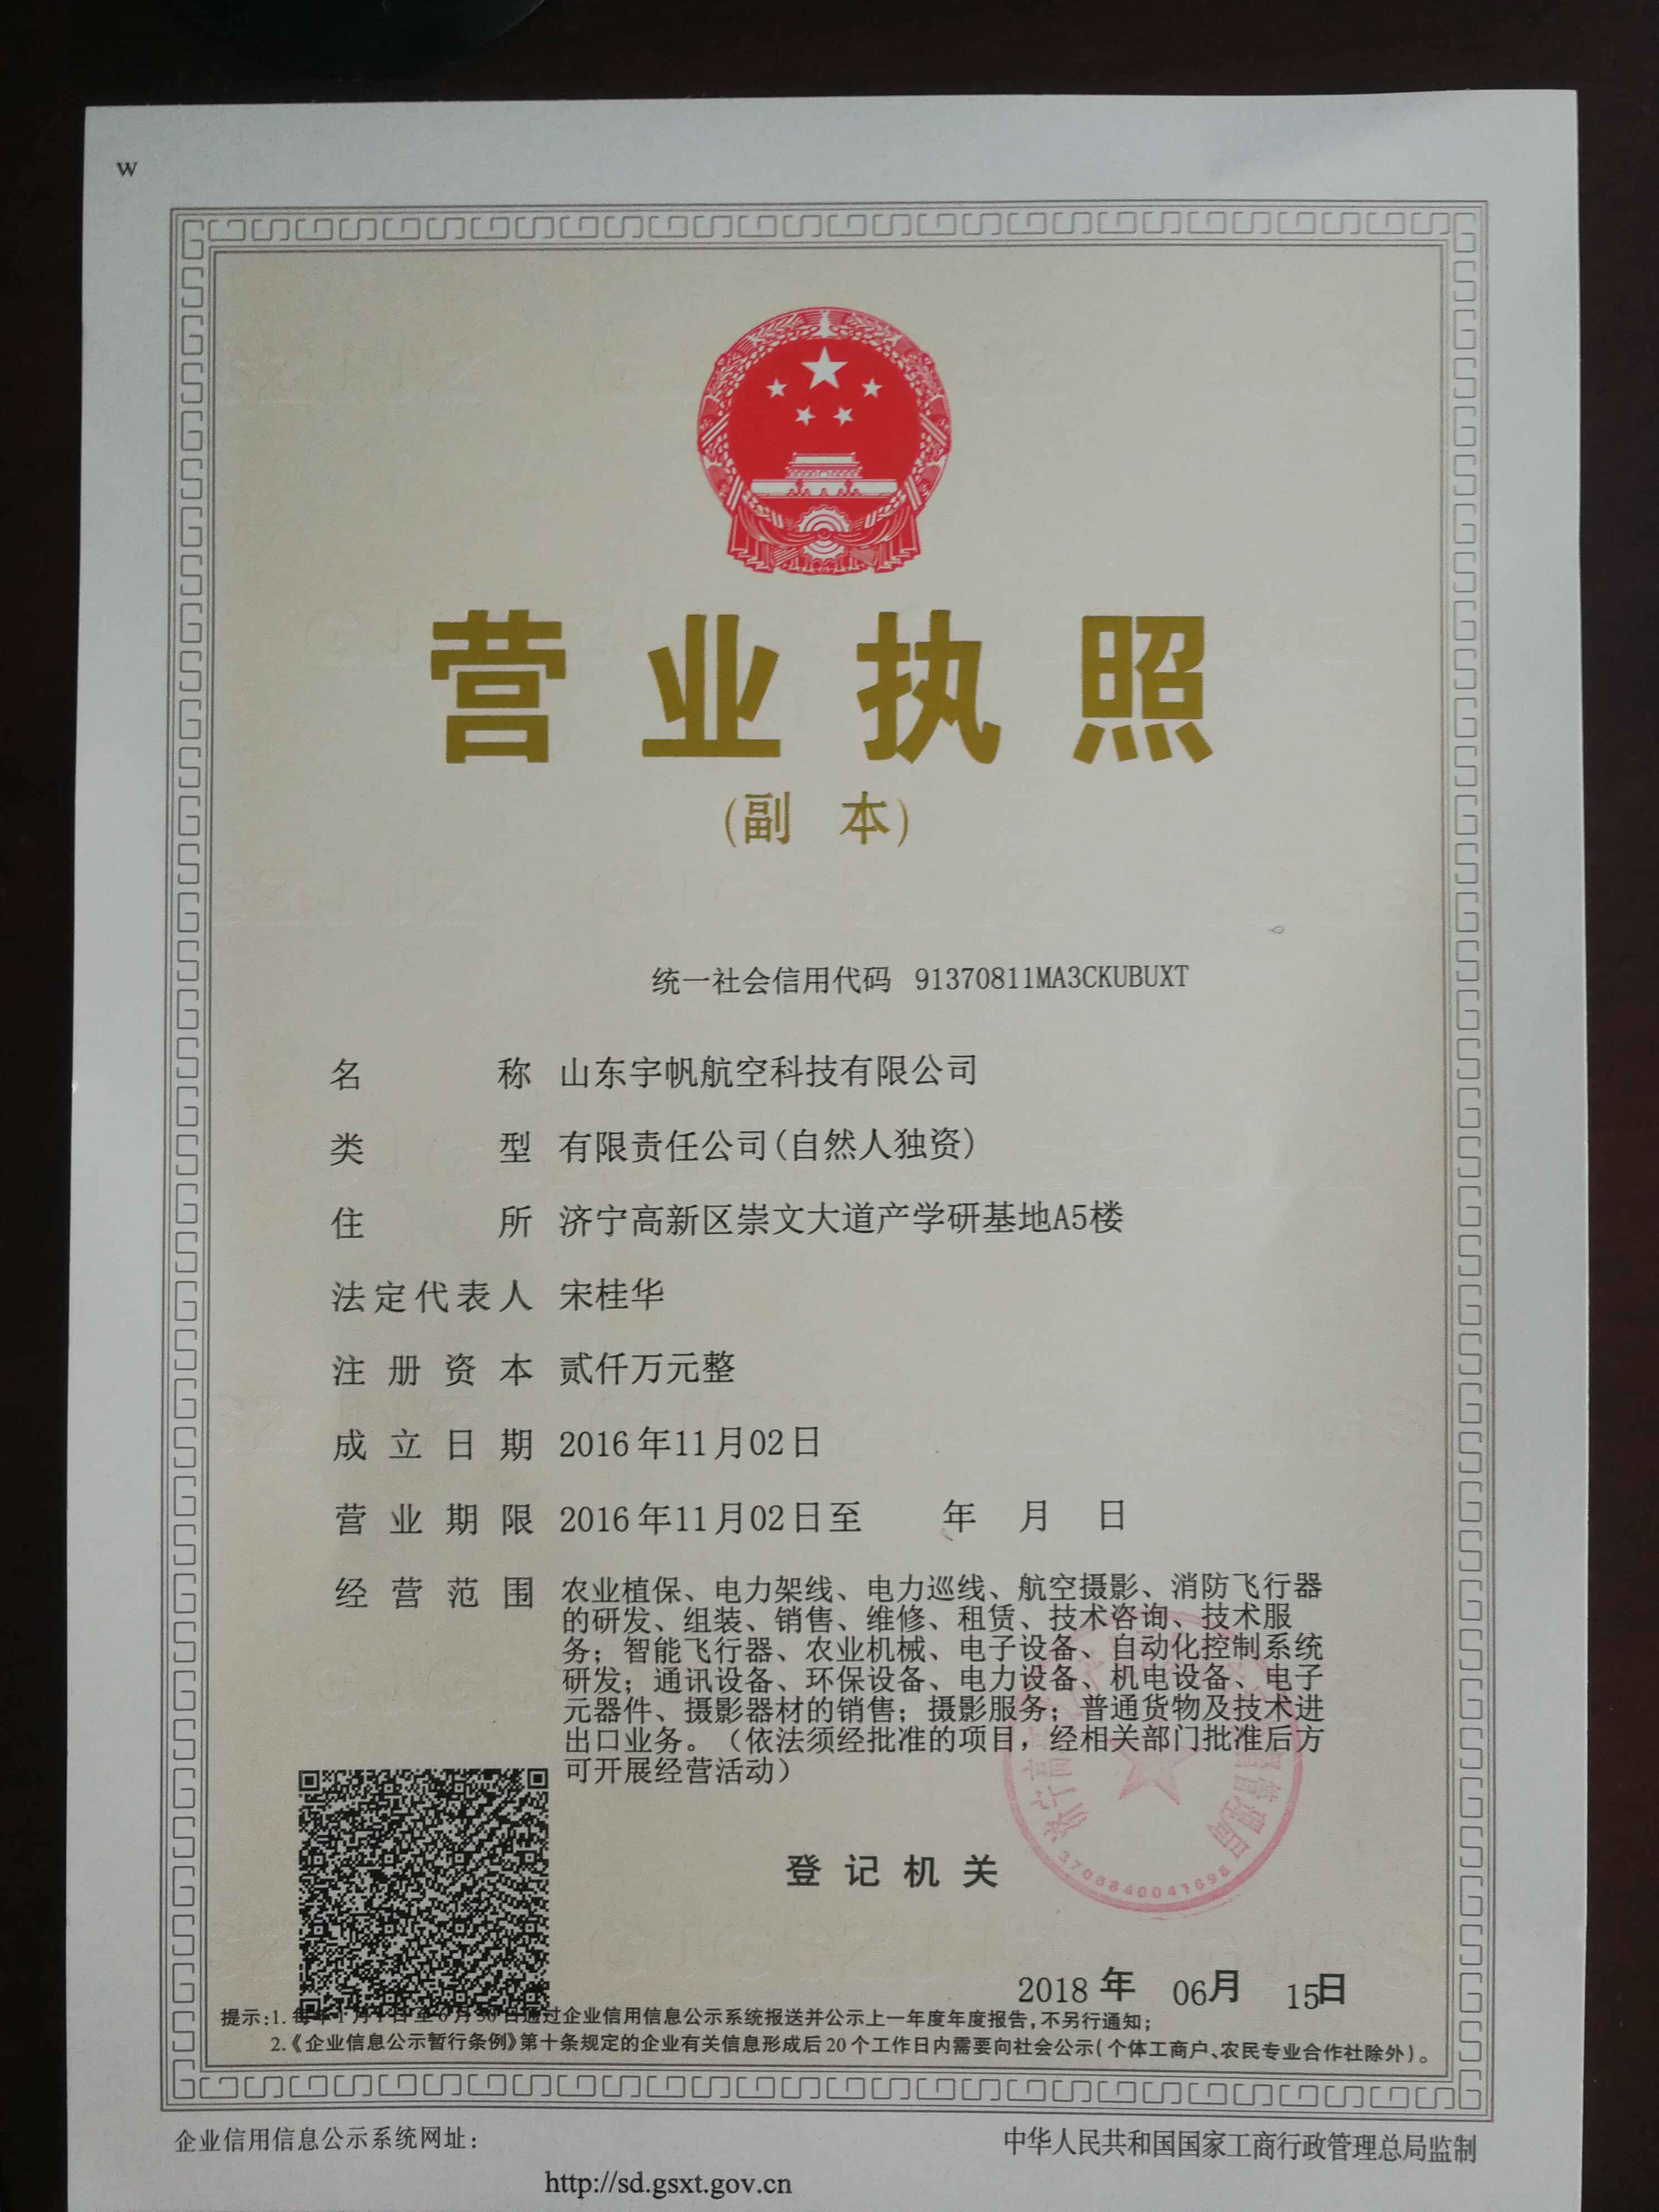 W
营业执照
(副 本)
统一社会信用代码 91370811MA3CKUBUXT
名 称 山东宇帆航空科技有限公司
类 型 有限责任公司(自然人独资)
住 所 济宁高新区崇文大道产学研基地A5楼
法定代表人 宋桂华
注册资本 贰仟万元整
成立日期 2016年11月02日
营业期限 2016年11月02日至 年 月 日
经营范围 农业植保、电力架线、电力巡线、航空摄影、消防飞行器
的研发、组装、销售、维修、租赁、技术咨询、技术服
务；智能飞行器、农业机械、电子设备、自动化控制系统
研发；通讯设备、环保设备、电力设备、机电设备、电子
元器件、摄影器材的销售；摄影服务；普通货物及技术进
出口业务。（依法须经批准的项目，经相关部门批准后方
可开展经营活动）
登记机关
3708840041698
2018年 06月 15日
提示:1.每年1月1日至6月30日通过企业信用信息公示系统报送并公示上一年度年度报告,不另行通知;
2.《企业信息公示暂行条例》第十条规定的企业有关信息形成后20个工作日内需要向社会公示(个体工商户、农民专业合作社除外)。
企业信用信息公示系统网址：
http://sd.gsxt.gov.cn
中华人民共和国国家工商行政管理总局监制